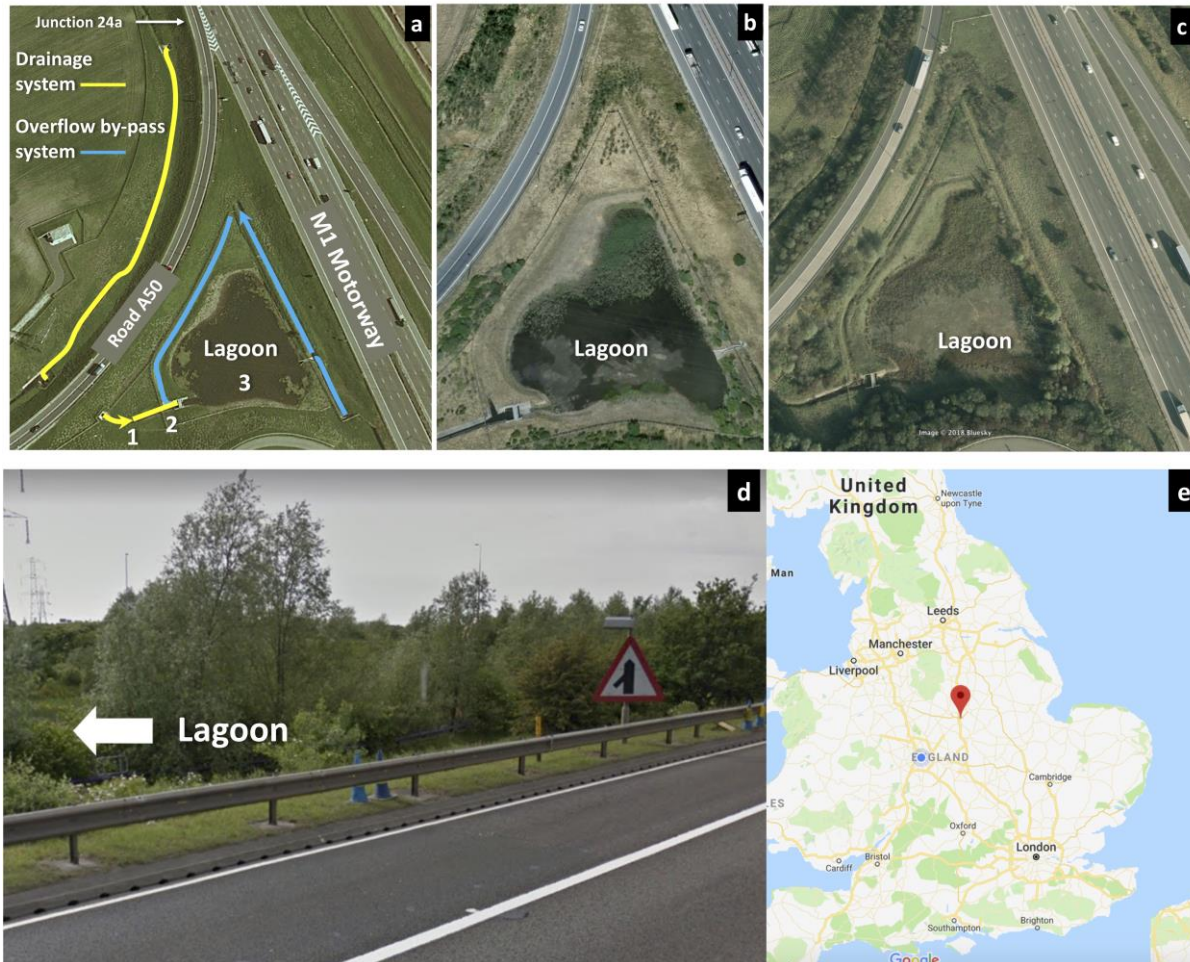 a
Junction 24a
Drainage
system
Overflow by-pass
system
Road A50
M1 Motorway
Lagoon
3
1
2
b
Lagoon
c
Lagoon
Image © 2018 Bluesky
d
Lagoon
e
United
Kingdom
Newcastle
upon Tyne
Man
Leeds
Manchester
Liverpool
ENGLAND
LES
Cambridge
Oxford
London
Cardiff
Bristol
Southampton
Brighton
Google